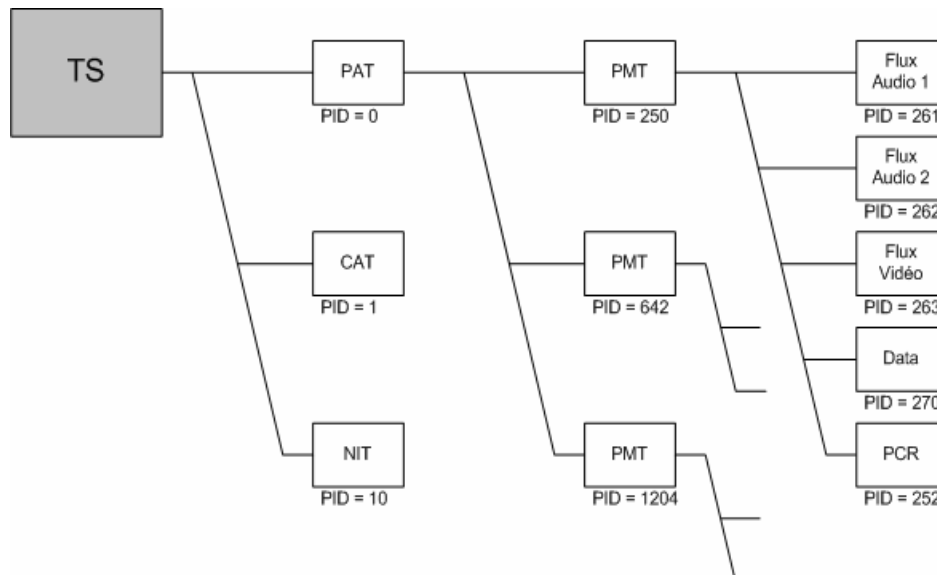 TS
PAT
PID = 0
PMT
PID = 250
Flux
Audio 1
PID = 261
Flux
Audio 2
PID = 262
CAT
PID = 1
PMT
PID = 642
Flux
Vidéo
PID = 263
Data
PID = 270
NIT
PID = 10
PMT
PID = 1204
PCR
PID = 252